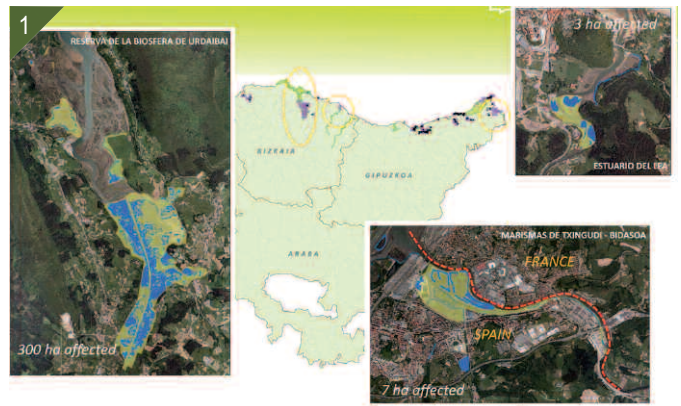 1
RESERVA DE LA BIOSFERA DE URDAIBAI
300 ha affected
BIZKAIA
GIPUZKOA
ARABA
3 ha affected
ESTUARIO DEL LEA
MARISMAS DE TXINGUDI - BIDASOA
FRANCE
SPAIN
7 ha affected